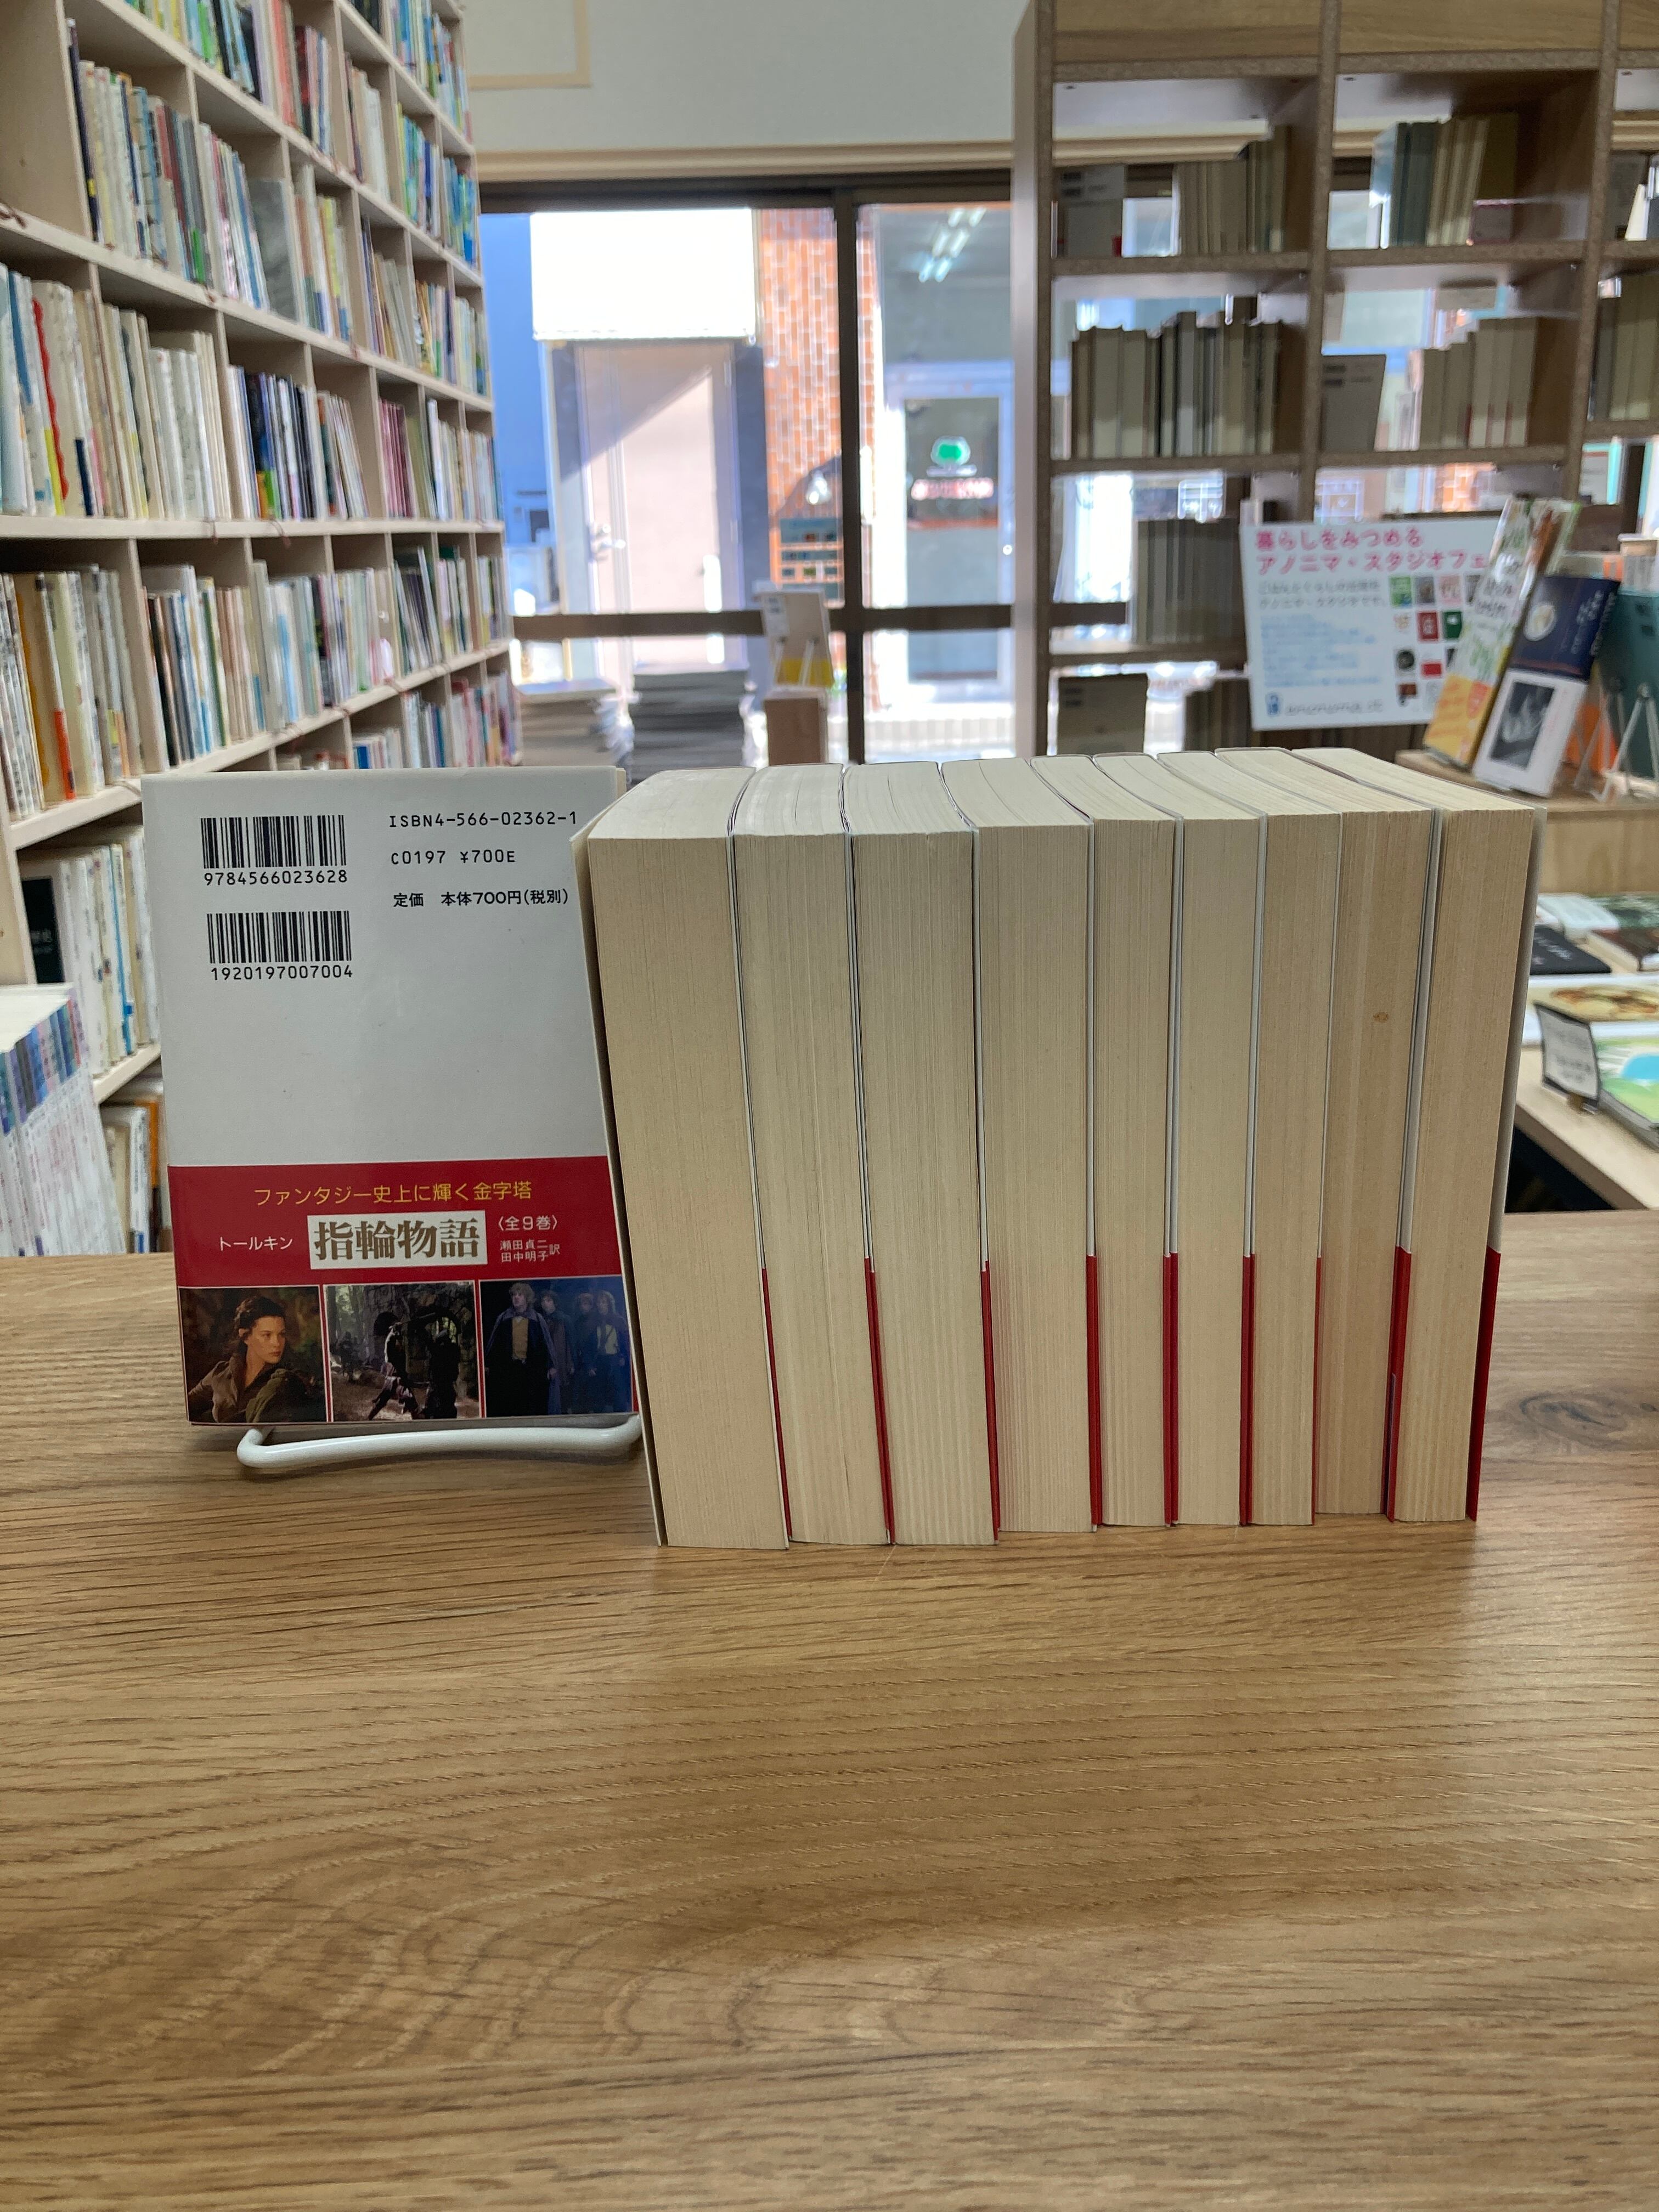 暮らしをみつめる
アノニマ・スタジオフェ
ISBN4-566-02362-1
9784566023628
C0197 ¥700E
定価 本体700円(税別)
1920197007004
ファンタジー史上に輝く金字塔
トールキン 指輪物語 〈全9巻〉
瀬田貞二
田中明子 訳